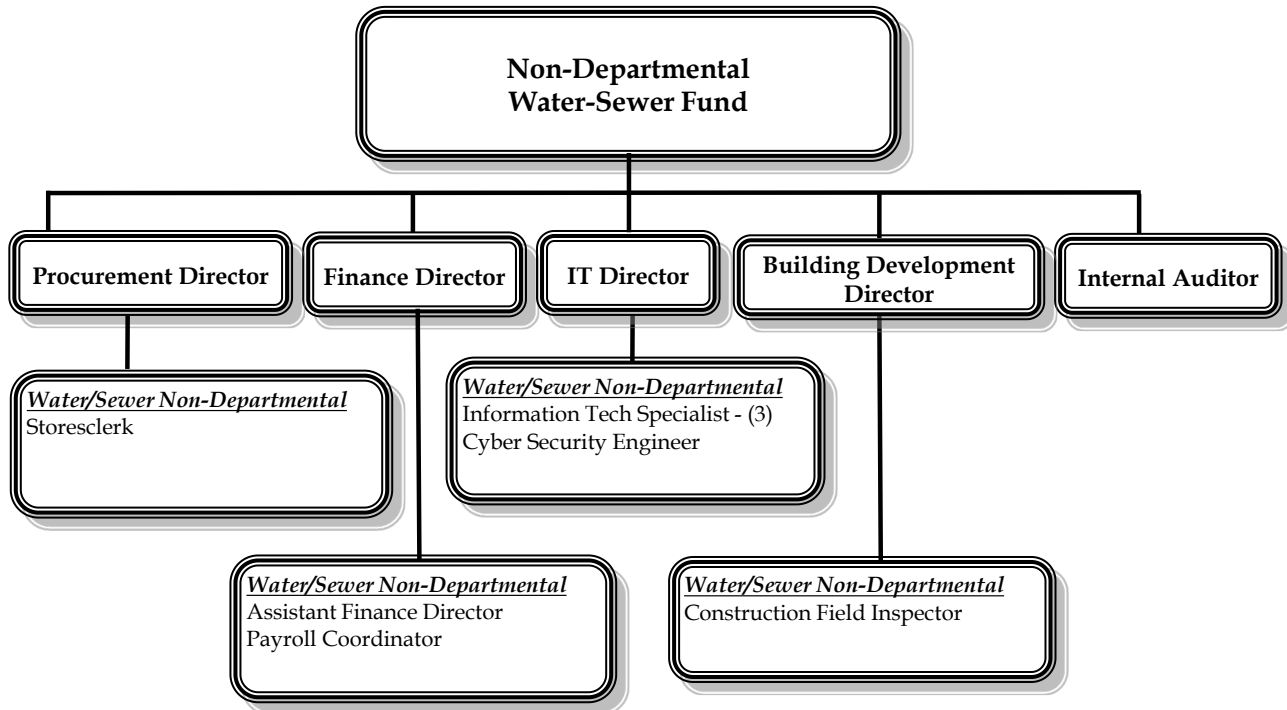 Non-Departmental
Water-Sewer Fund
Procurement Director
Finance Director
IT Director
Building Development
Director
Internal Auditor
Water/Sewer Non-Departmental
Storesclerk
Water/Sewer Non-Departmental
Information Tech Specialist - (3)
Cyber Security Engineer
Water/Sewer Non-Departmental
Assistant Finance Director
Payroll Coordinator
Water/Sewer Non-Departmental
Construction Field Inspector